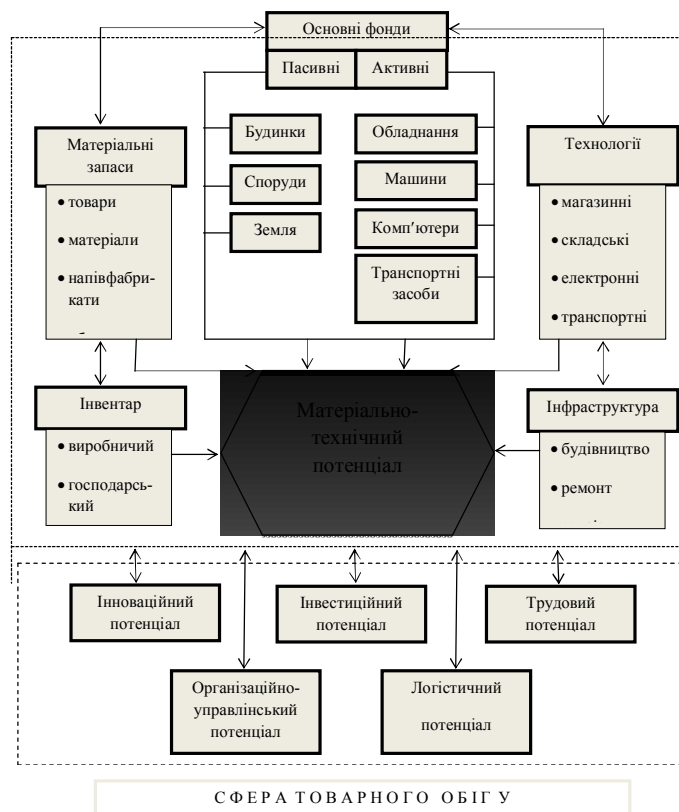 Основні фонди
Пасивні
Активні
Матеріальні
запаси
• товари
• матеріали
• напівфабри-
кати
Будинки
Споруди
Земля
Обладнання
Машини
Комп'ютери
Транспортні
засоби
Технології
• магазинні
• складські
• електронні
• транспортні
Інвентар
• виробничий
• господарсь-
кий
Матеріально-
технічний
потенціал
Інфраструктура
• будівництво
• ремонт
Інноваційний
потенціал
Інвестиційний
потенціал
Трудовий
потенціал
Організаційно-
управлінський
потенціал
Логістичний
потенціал
СФЕРА ТОВАРНОГО ОБІГУ